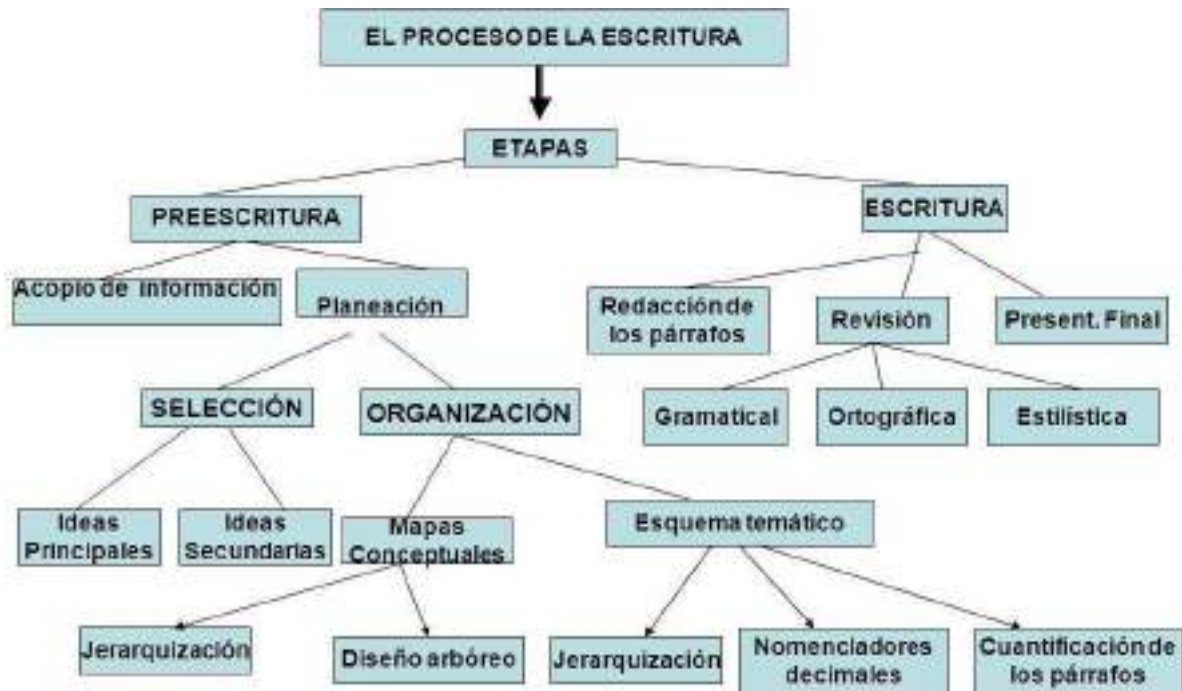 EL PROCESO DE LA ESCRITURA
ETAPAS
PREESCRITURA
ESCRITURA
Acopio de información
Planeación
Redacción de
los párrafos
Revisión
Present. Final
SELECCIÓN
ORGANIZACIÓN
Gramatical
Ortográfica
Estilística
Ideas
Principales
Ideas
Secundarias
Mapas
Conceptuales
Esquema temático
Jerarquización
Diseño arbóreo
Jerarquización
Nomencladores
decimales
Cuantificación de
los párrafos